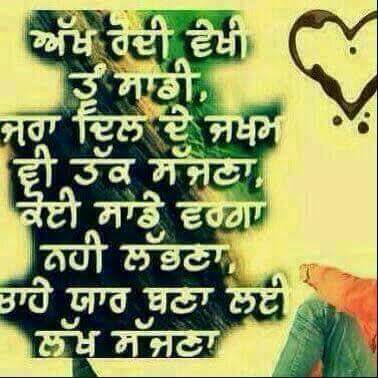 ਅੱਖ ਰੋਦੀ ਵੇਖੀ
ਤੂੰ ਸਾਡੀ,
ਜਰਾ ਦਿਲ ਦੇ ਜਖਮ
ਵੀ ਤੱਕ ਸੱਜਣਾ,
ਕੋਈ ਸਾਡੇ ਵਰਗਾ
ਨਹੀ ਲੱਭਣਾ,
ਚਾਹੇ ਯਾਰ ਬਣਾ ਲਈ
ਲੱਖ ਸੱਜਣਾ